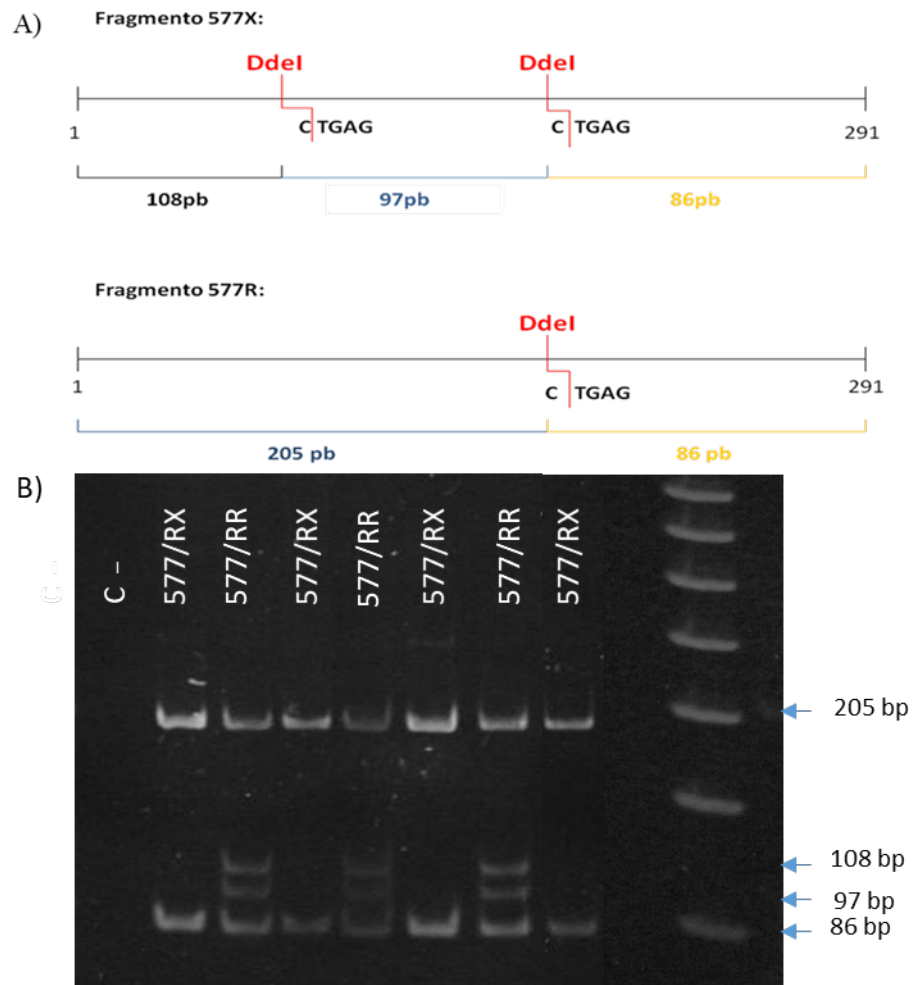 A)
Fragmento 577X:
DdeI DdeI
C TGAG C TGAG
1 291
108pb 97pb 86pb
Fragmento 577R:
DdeI
C TGAG
1 291
205 pb 86 pb
B)
C –
C –
577/RX
577/RR
577/RX
577/RR
577/RX
577/RR
577/RX
205 bp
108 bp
97 bp
86 bp